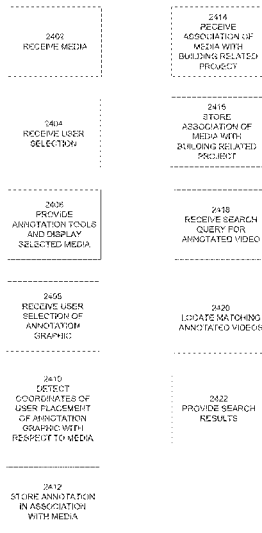 2402
RECEIVE MEDIA
2404
RECEIVE USER
SELECTION
2406
PROVIDE
ANNOTATION TOOLS
AND DISPLAY
SELECTED MEDIA
2408
RECEIVE USER
SELECTION OF
ANNOTATION
GRAPHIC
2410
DETECT
COORDINATES OF
USER PLACEMENT
OF ANNOTATION
GRAPHIC WITH
RESPECT TO MEDIA
2412
STORE ANNOTATION
IN ASSOCIATION
WITH MEDIA
2414
RECEIVE
ASSOCIATION OF
MEDIA WITH
BUILDING RELATED
PROJECT
2416
STORE
ASSOCIATION OF
MEDIA WITH
BUILDING RELATED
PROJECT
2418
RECEIVE SEARCH
QUERY FOR
ANNOTATED VIDEO
2420
LOCATE MATCHING
ANNOTATED VIDEOS
2422
PROVIDE SEARCH
RESULTS